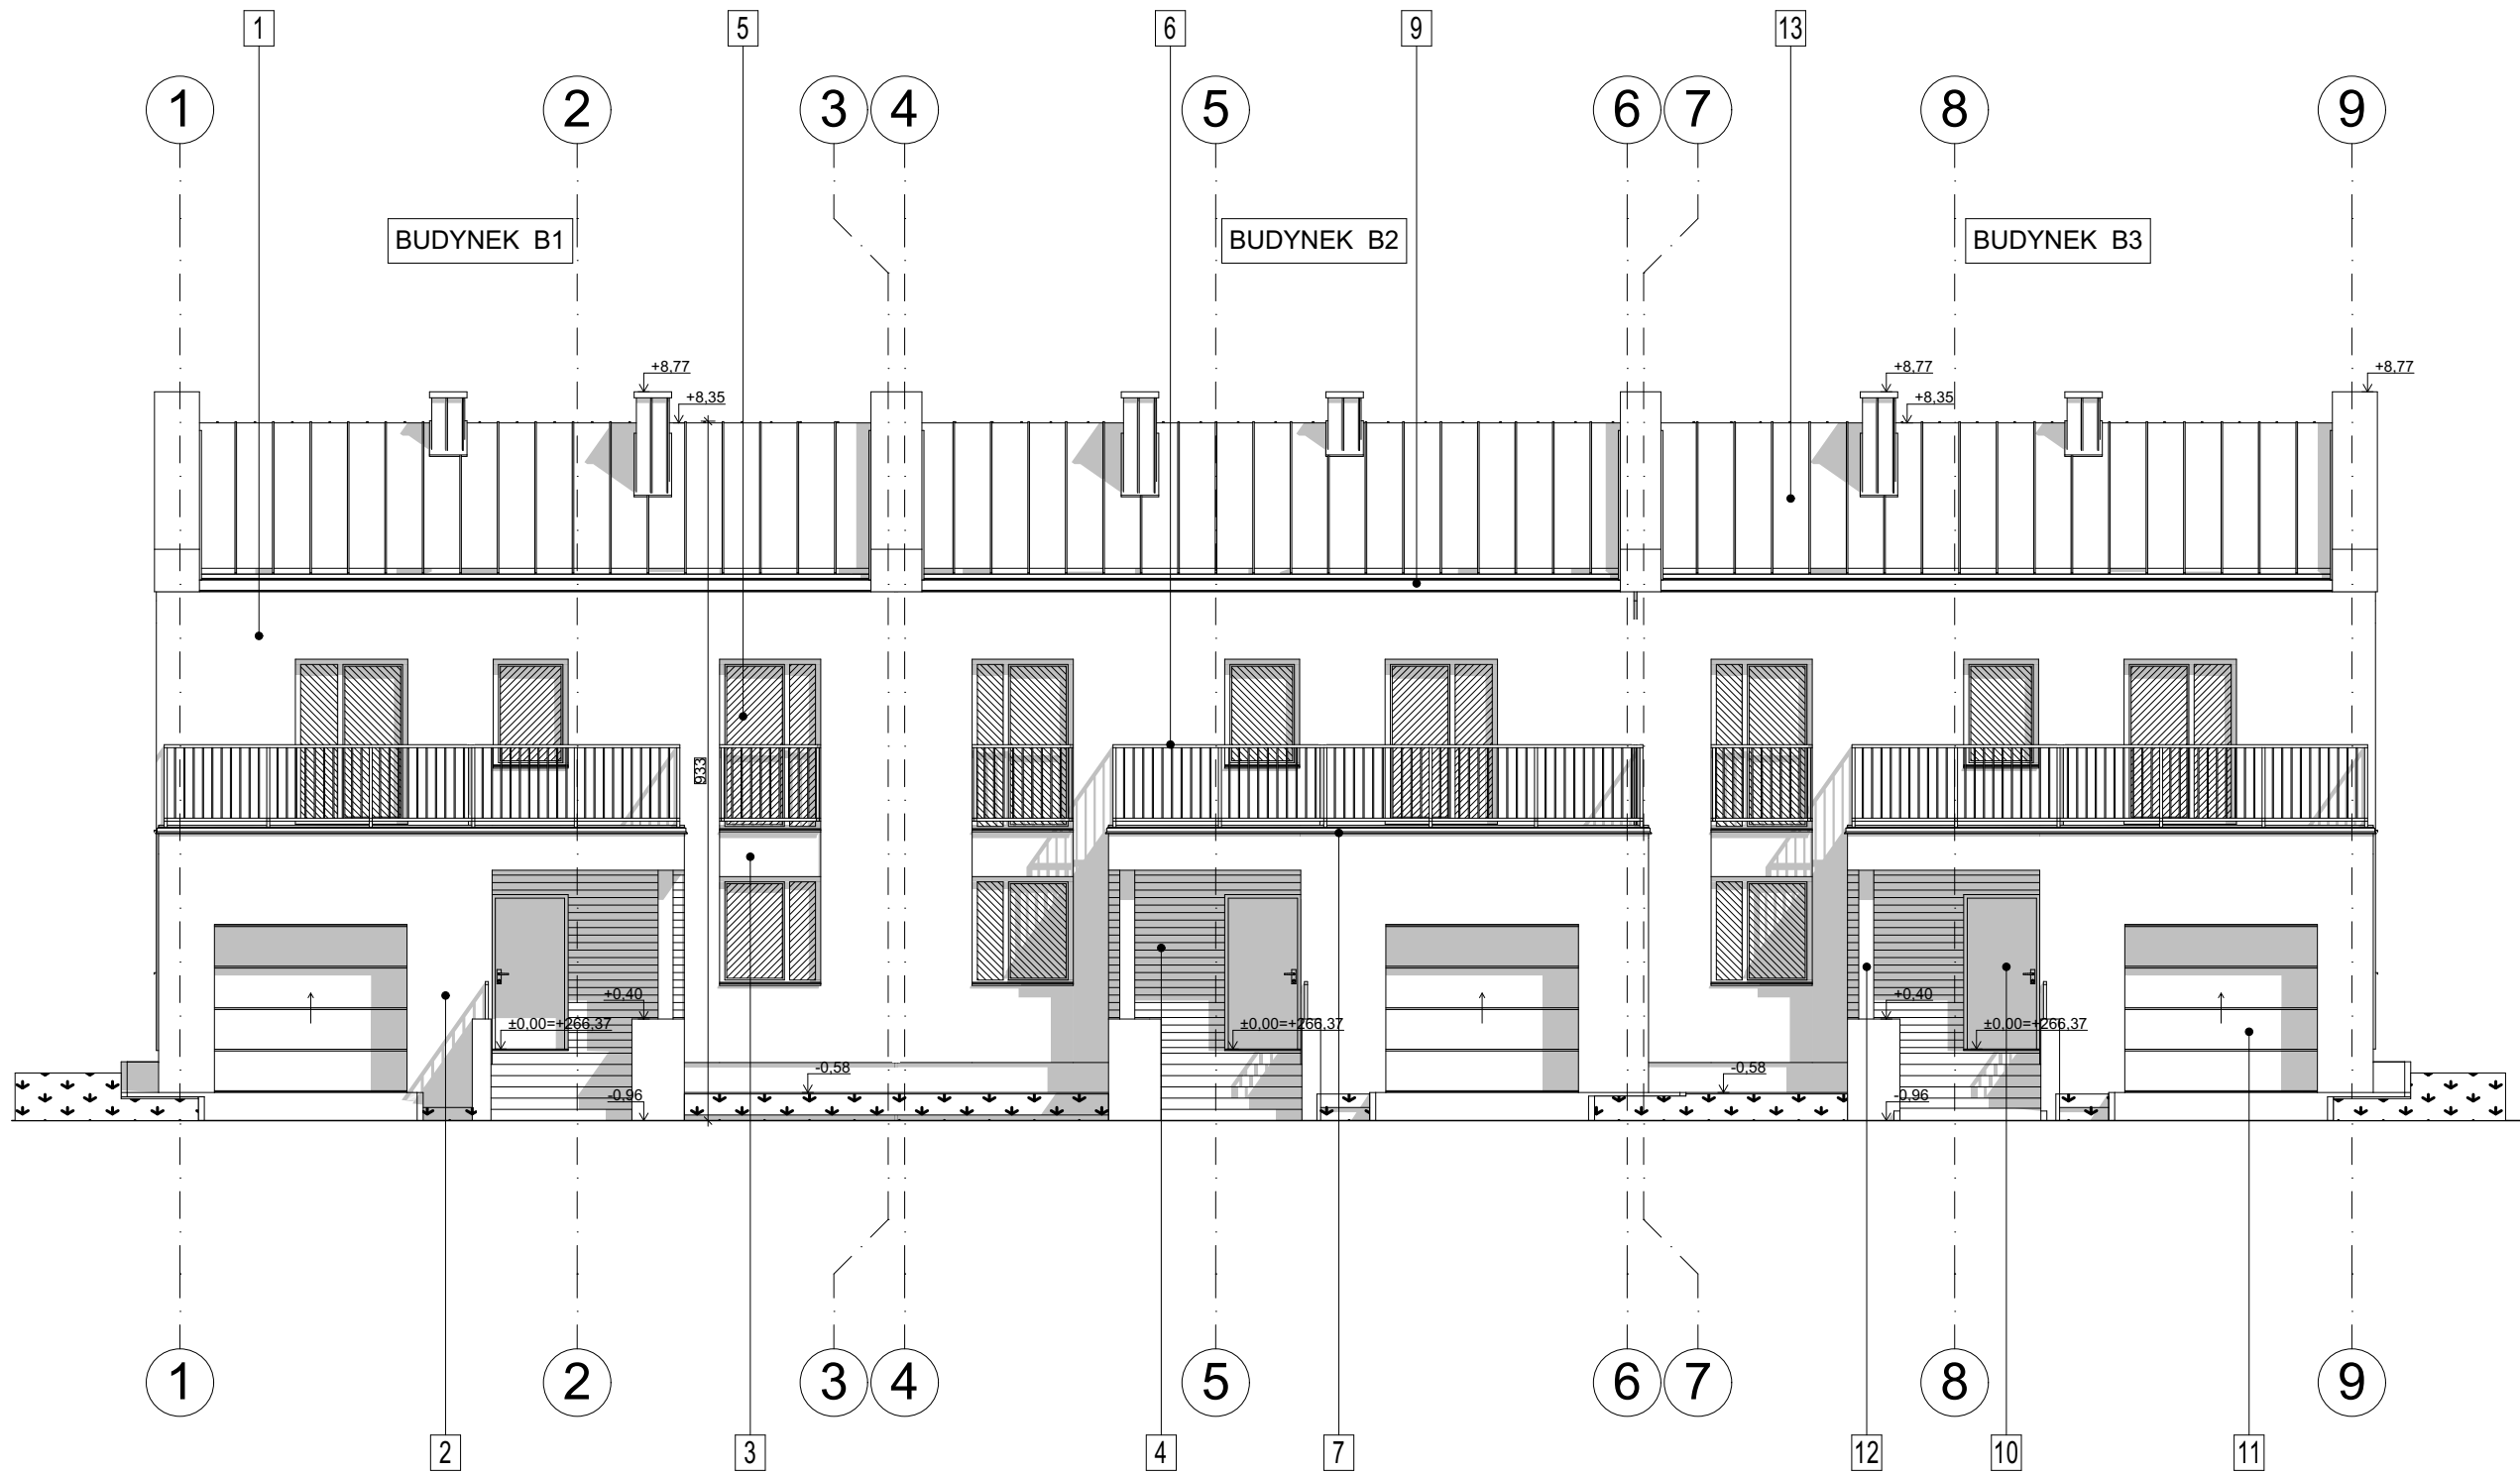 1 5 6 9 13
1 2 3 4 5 6 7 8 9
BUDYNEK B1 BUDYNEK B2 BUDYNEK B3
+8,77 +8,77 +8,77
+8,35 +8,35
933
+0,40 +0,40
±0,00=+266,37 ±0,00=+266,37 ±0,00=+266,37
-0,58 -0,58
-0,96 -0,96
1 2 3 4 5 6 7 8 9
2 3 4 7 12 10 11